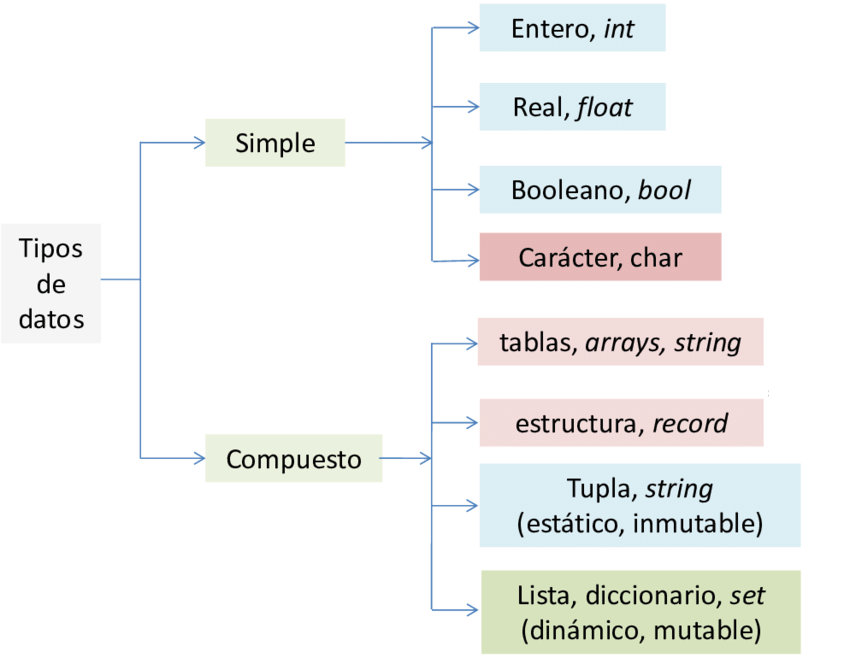 Tipos
de
datos
Simple
Entero, int
Real, float
Booleano, bool
Carácter, char
Compuesto
tablas, arrays, string
estructura, record
Tupla, string
(estático, inmutable)
Lista, diccionario, set
(dinámico, mutable)